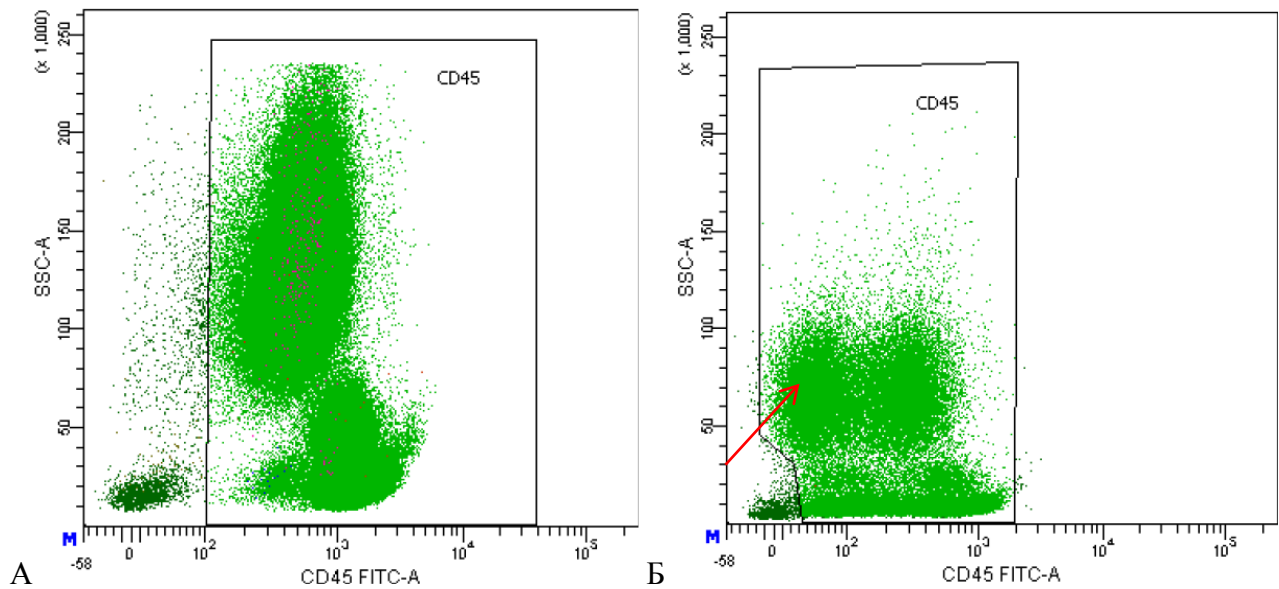 (x 1,000)
250
200
150
100
50
SSC-A
CD45
M
-58
0
10²
10³
10⁴
10⁵
CD45 FITC-A
А
(x 1,000)
250
200
150
100
50
SSC-A
CD45
M
-58
0
10²
10³
10⁴
10⁵
CD45 FITC-A
Б